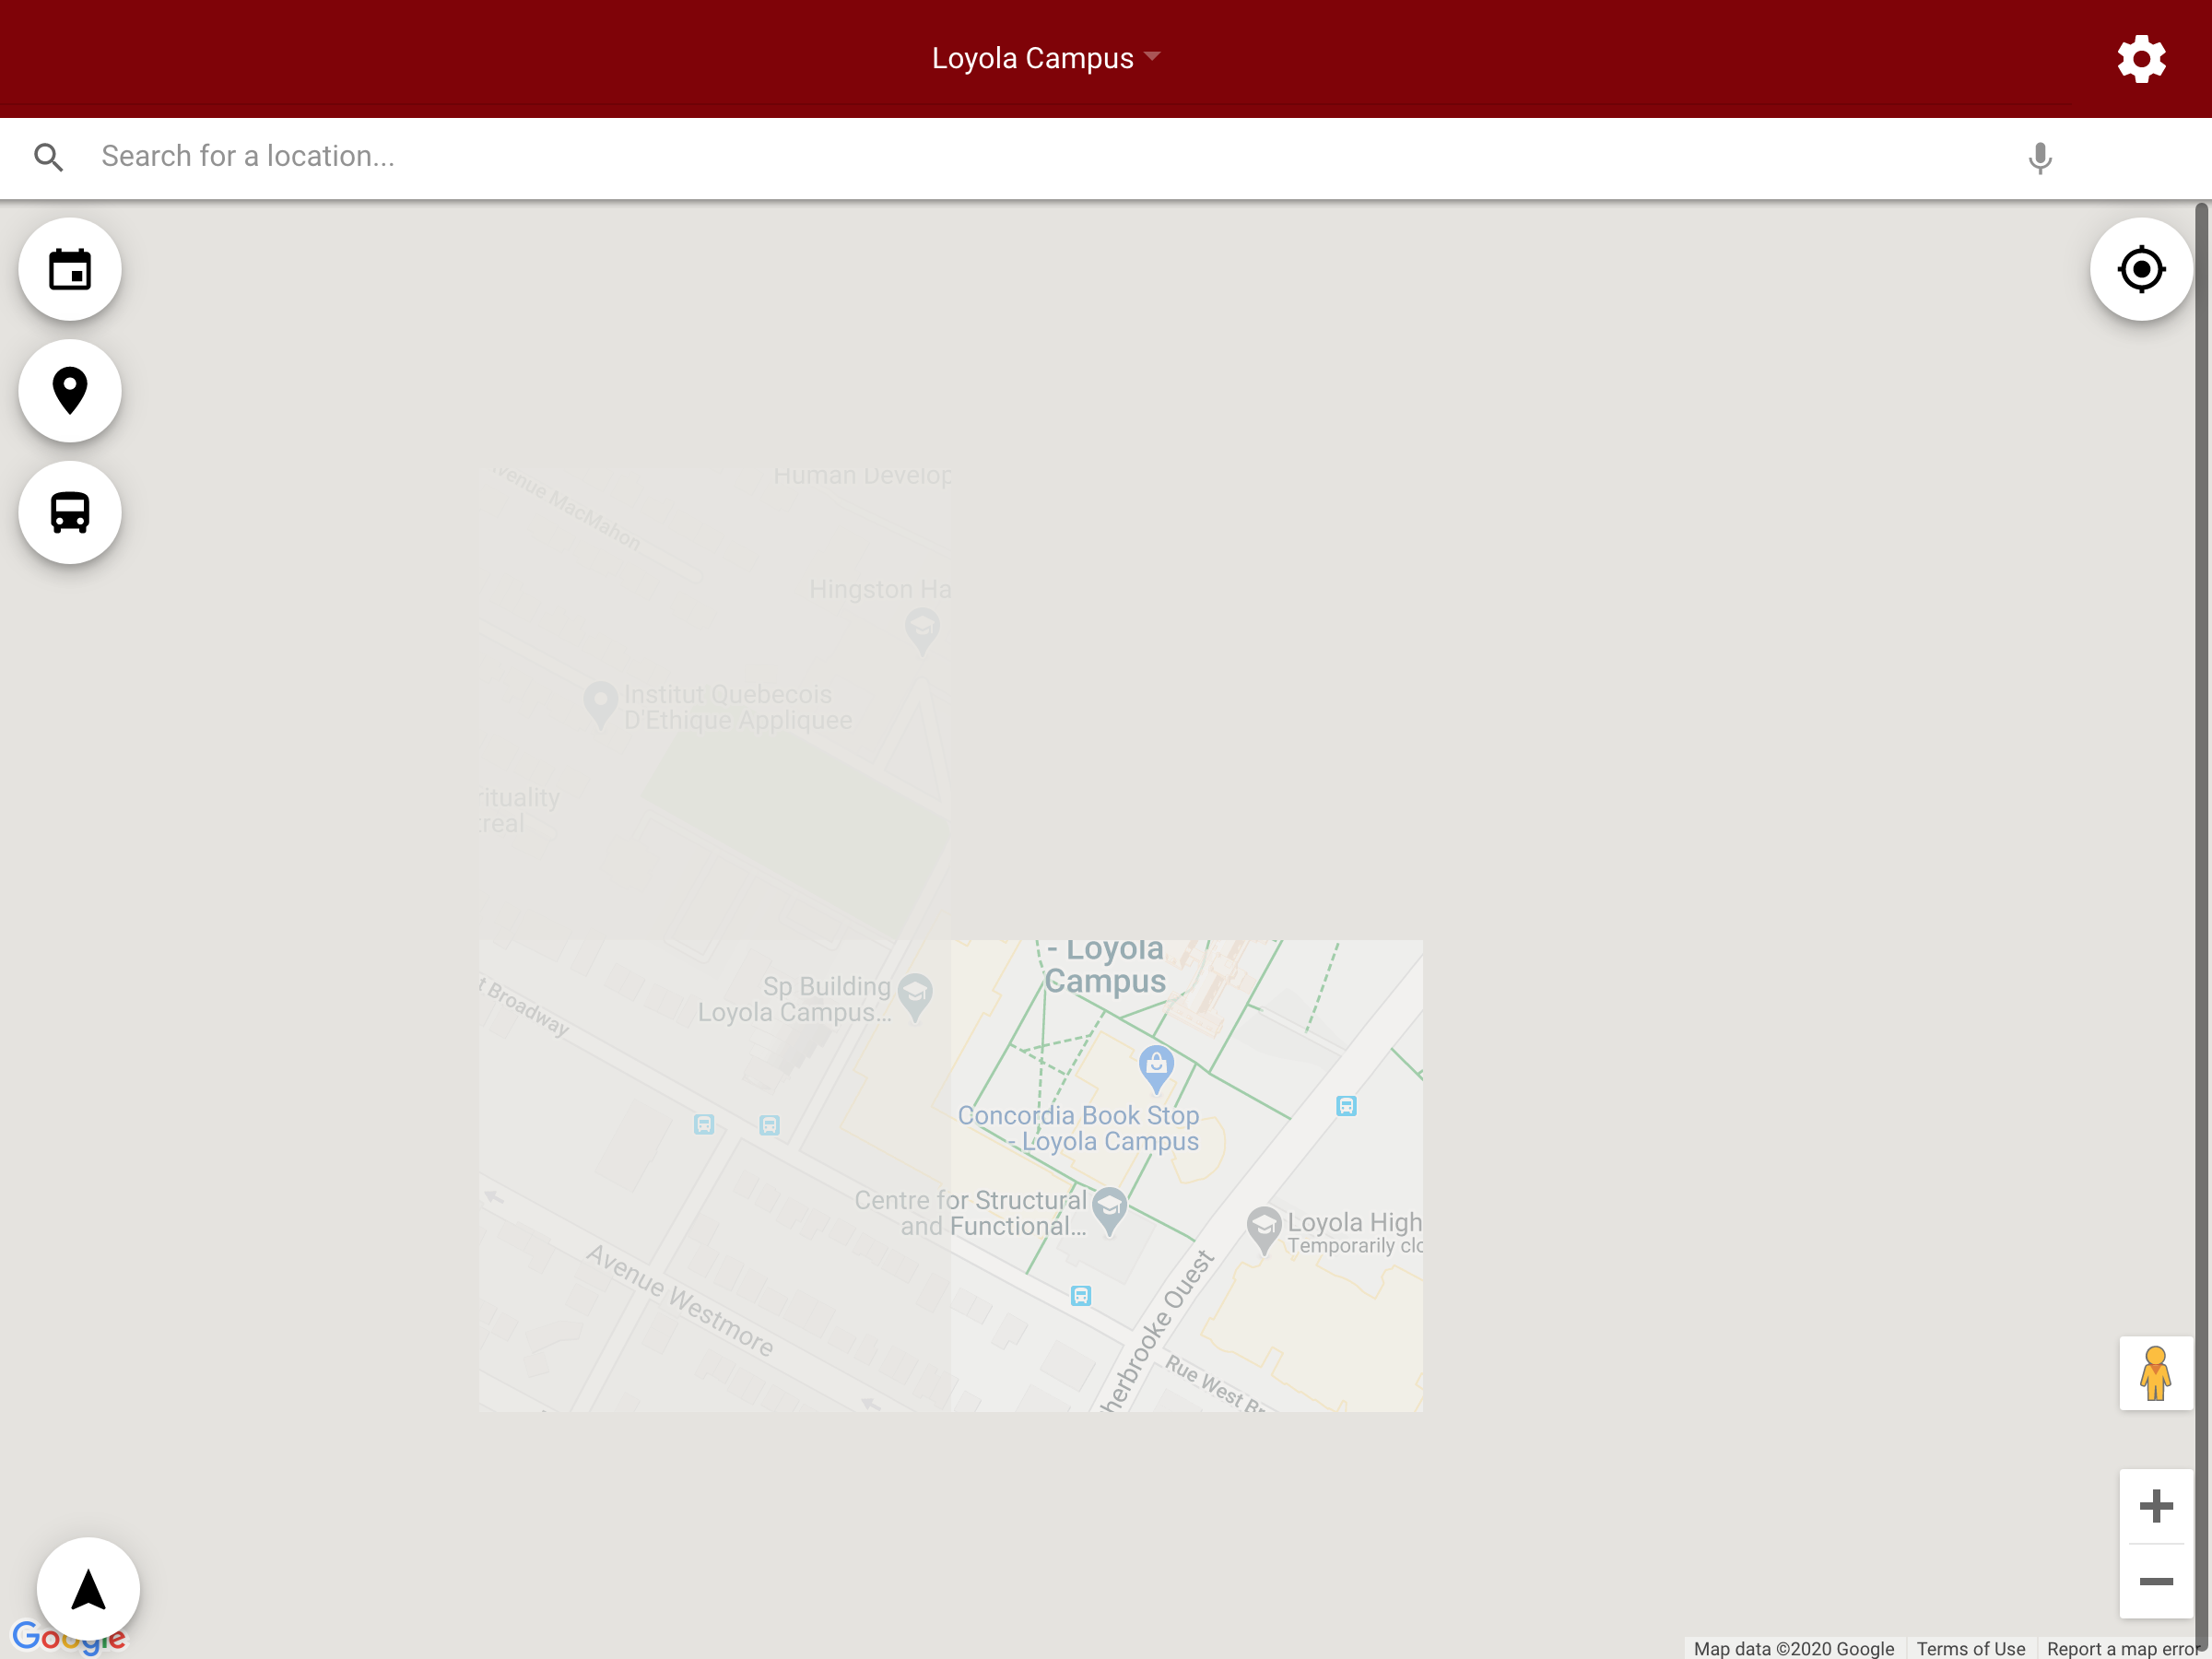 Loyola Campus
Search for a location...
venue MacMahon
Human Develop
Hingston Ha
Institut Quebecois
D'Ethique Appliquee
rituality
real
- Loyola
Campus
Sp Building
Loyola Campus...
t Broadway
Concordia Book Stop
- Loyola Campus
Centre for Structural
and Functional...
Loyola High
Temporarily clo
Avenue Westmore
herbrooke Ouest
Rue West Br
Google
Map data ©2020 Google
Terms of Use
Report a map error